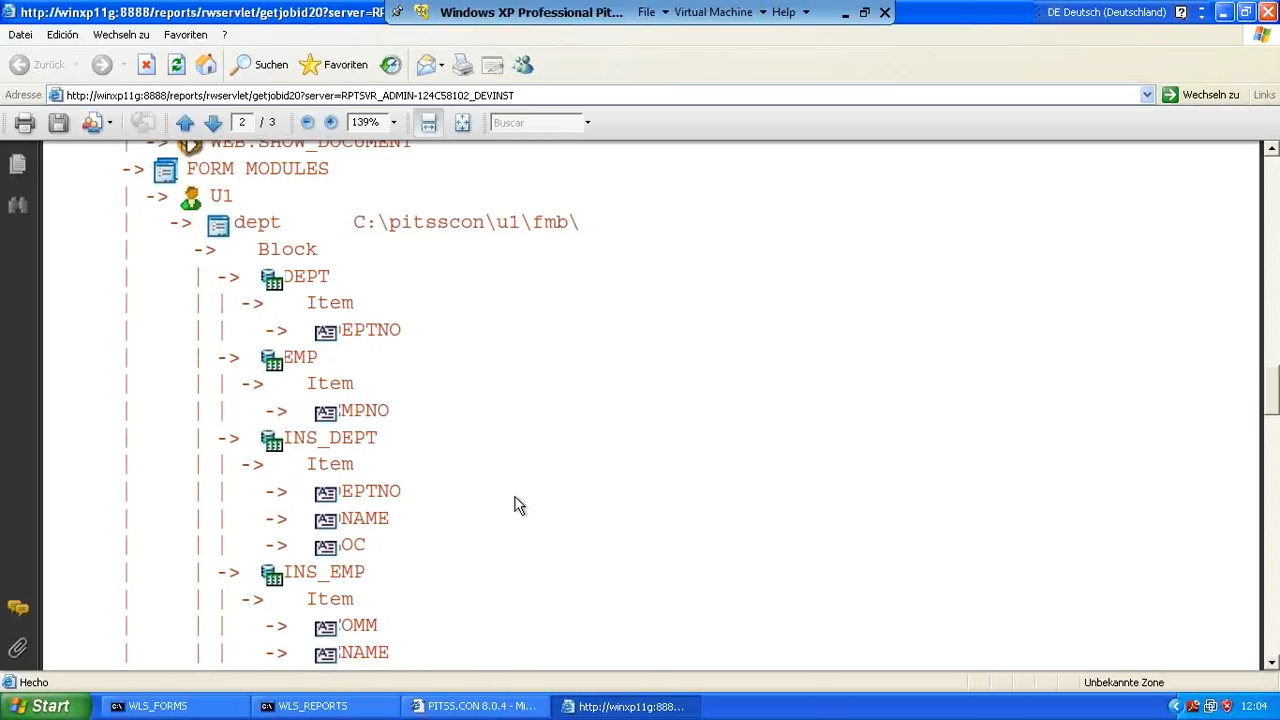 http://winxp11g:8888/reports/rwservlet/getjobid20?server=RP
Windows XP Professional Pit...
File Virtual Machine Help
DE Deutsch (Deutschland)
Datei Edición Wechseln zu Favoriten ?
Zurück Suchen Favoriten
Adresse http://winxp11g:8888/reports/rwservlet/getjobid20?server=RPTSVR_ADMIN-124C58102_DEVINST Wechseln zu Links
2 / 3 139% Buscar
-> WEB.SHOW_DOCUMENT
-> FORM MODULES
| -> U1
| -> dept C:\pitsscon\u1\fmb\
| -> Block
| | -> DEPT
| | | -> Item
| | | -> EPTNO
| | -> EMP
| | | -> Item
| | | -> MPNO
| | -> INS_DEPT
| | | -> Item
| | | -> EPTNO
| | | -> NAME
| | | -> OC
| | -> INS_EMP
| | | -> Item
| | | -> OMM
| | | -> NAME
Hecho Unbekannte Zone
Start WLS_FORMS WLS_REPORTS PITSS.CON 8.0.4 - Mi... http://winxp11g:888... 12:04